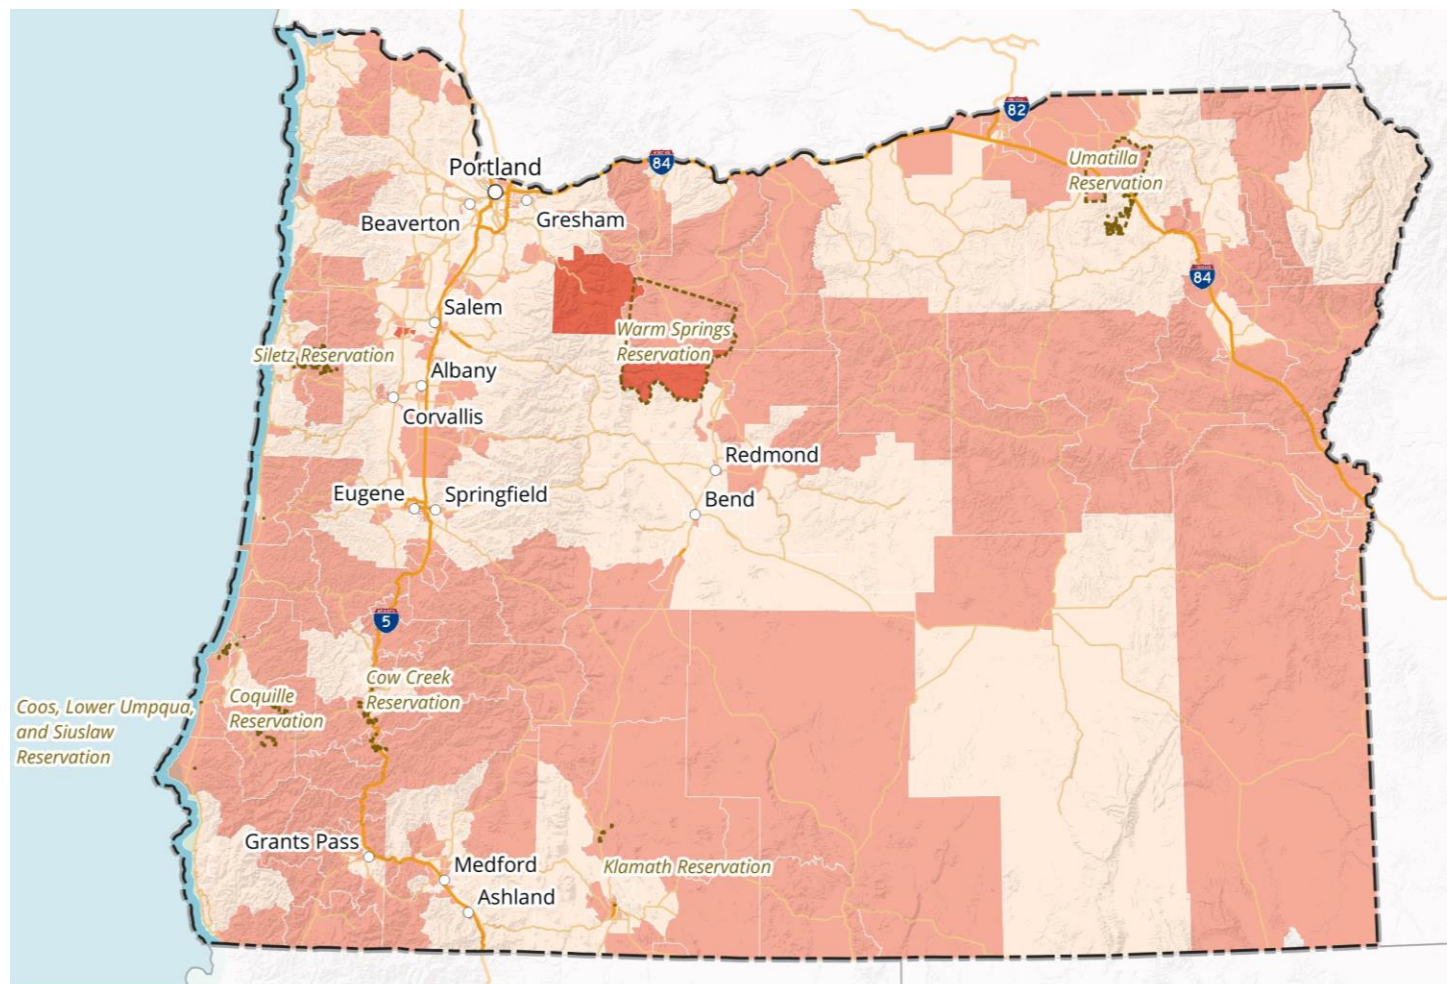 82
Portland
84
Umatilla
Reservation
Beaverton
Gresham
84
Salem
Warm Springs
Reservation
Siletz Reservation
Albany
Corvallis
Redmond
Eugene
Springfield
Bend
5
Cow Creek
Reservation
Coquille
Reservation
Coos, Lower Umpqua,
and Siuslaw
Reservation
Grants Pass
Medford
Klamath Reservation
Ashland